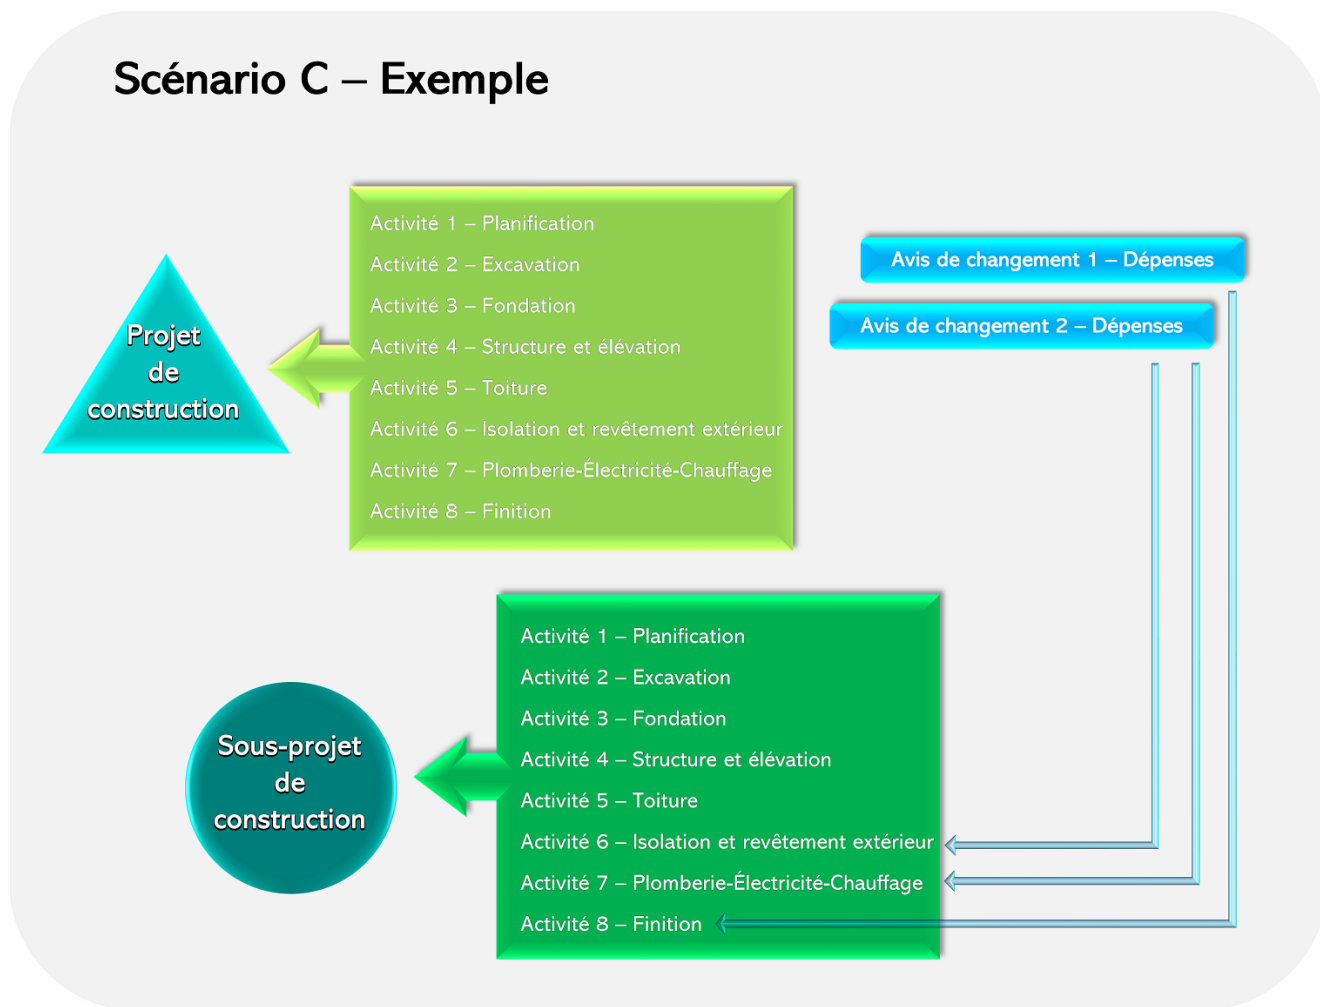 Scénario C – Exemple
Projet
de
construction
Activité 1 – Planification
Activité 2 – Excavation
Activité 3 – Fondation
Activité 4 – Structure et élévation
Activité 5 – Toiture
Activité 6 – Isolation et revêtement extérieur
Activité 7 – Plomberie-Électricité-Chauffage
Activité 8 – Finition
Avis de changement 1 – Dépenses
Avis de changement 2 – Dépenses
Sous-projet
de
construction
Activité 1 – Planification
Activité 2 – Excavation
Activité 3 – Fondation
Activité 4 – Structure et élévation
Activité 5 – Toiture
Activité 6 – Isolation et revêtement extérieur
Activité 7 – Plomberie-Électricité-Chauffage
Activité 8 – Finition